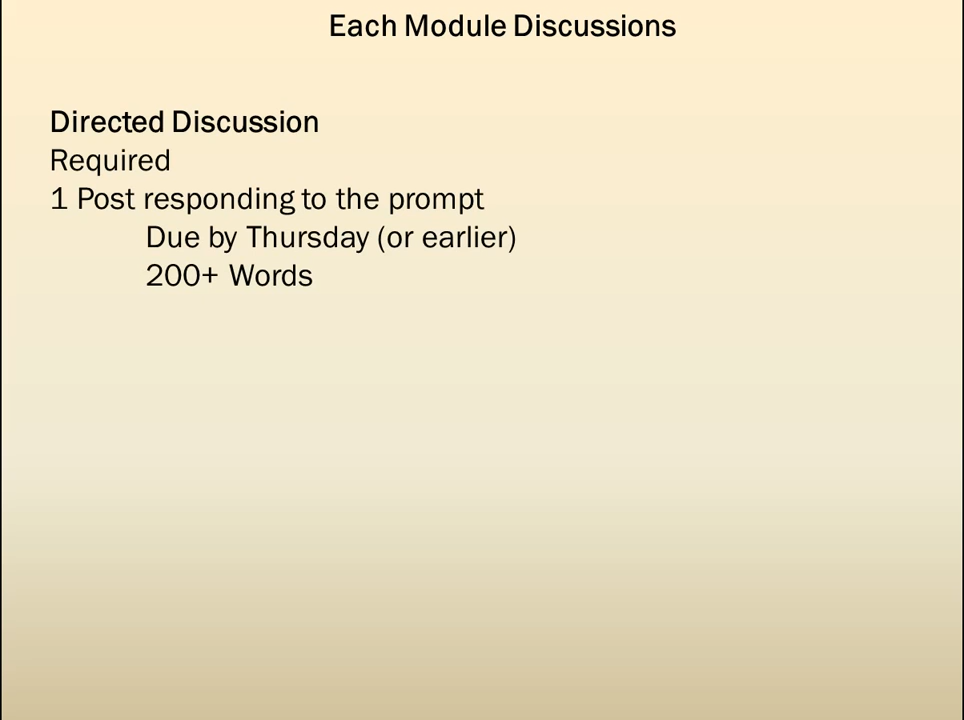 Each Module Discussions
Directed Discussion
Required
1 Post responding to the prompt
Due by Thursday (or earlier)
200+ Words